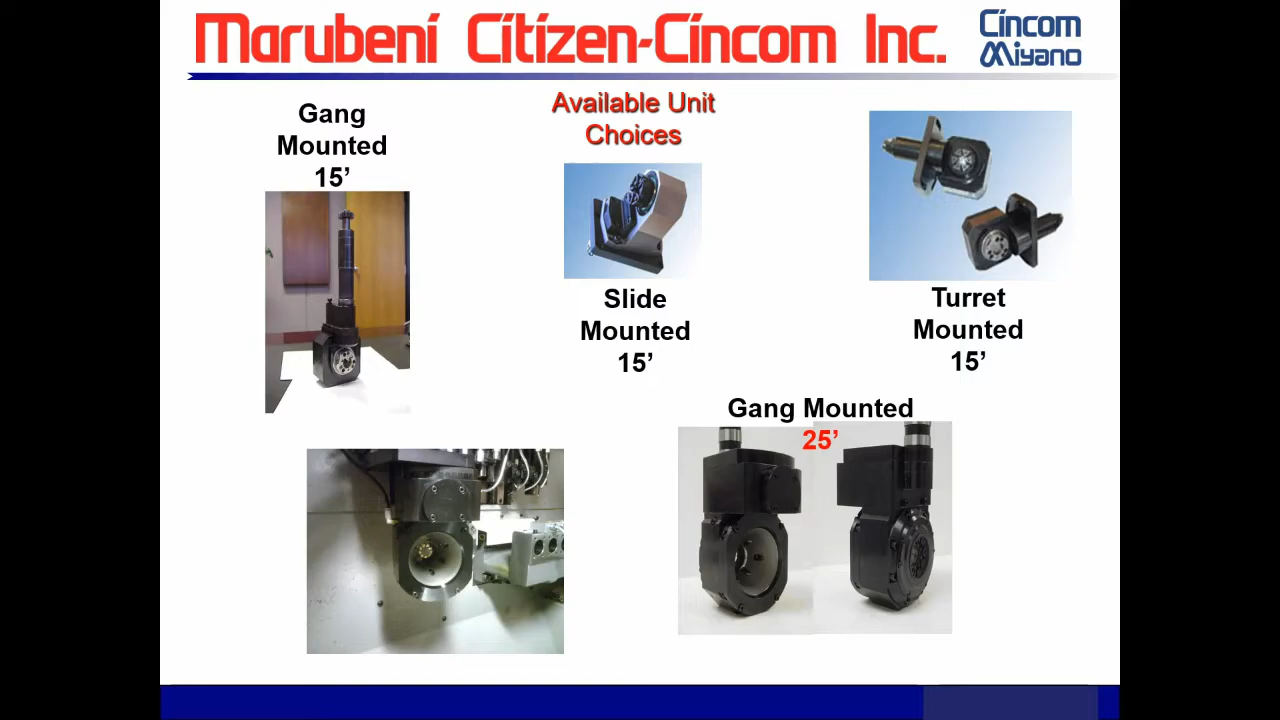 Marubeni Citizen-Cincom Inc.
Cincom
Miyano
Available Unit
Choices
Gang
Mounted
15’
Slide
Mounted
15’
Turret
Mounted
15’
Gang Mounted
25’